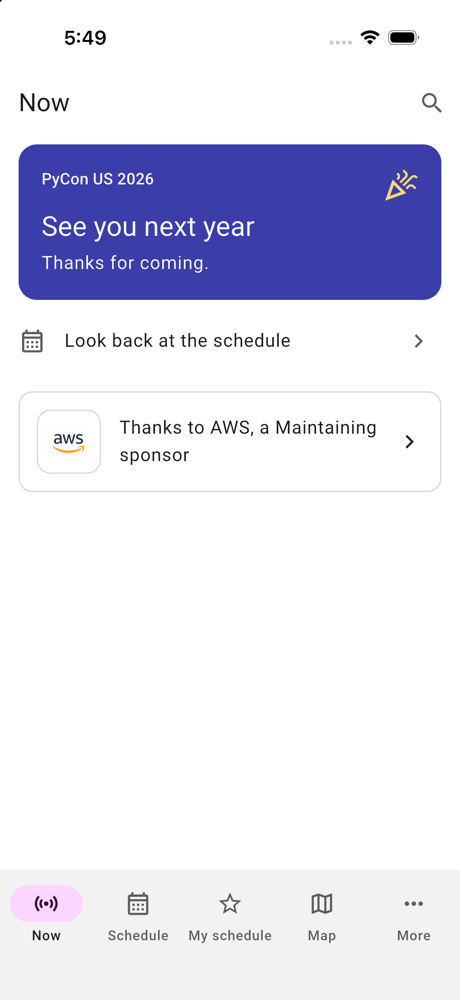 5:49
Now
PyCon US 2026
See you next year
Thanks for coming.
Look back at the schedule
aws
Thanks to AWS, a Maintaining
sponsor
Now
Schedule
My schedule
Map
More